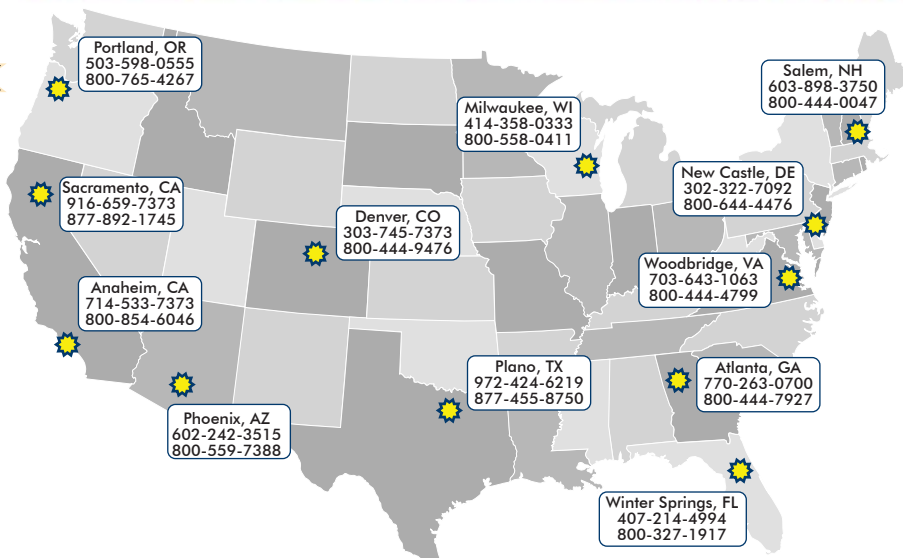 Portland, OR
503-598-0555
800-765-4267
Salem, NH
603-898-3750
800-444-0047
Milwaukee, WI
414-358-0333
800-558-0411
New Castle, DE
302-322-7092
800-644-4476
Sacramento, CA
916-659-7373
877-892-1745
Denver, CO
303-745-7373
800-444-9476
Woodbridge, VA
703-643-1063
800-444-4799
Anaheim, CA
714-533-7373
800-854-6046
Plano, TX
972-424-6219
877-455-8750
Atlanta, GA
770-263-0700
800-444-7927
Phoenix, AZ
602-242-3515
800-559-7388
Winter Springs, FL
407-214-4994
800-327-1917